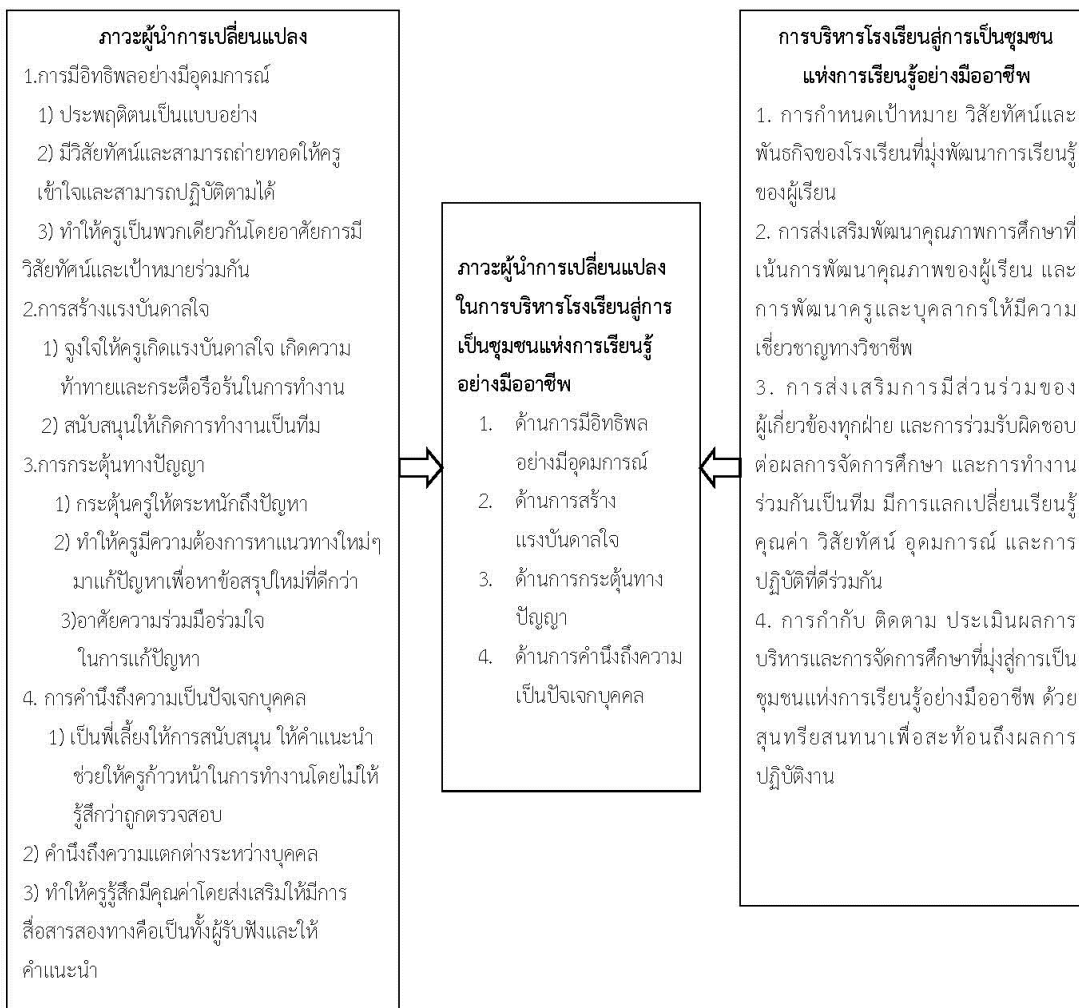 ภาวะผู้นำการเปลี่ยนแปลง
1.การมีอิทธิพลอย่างมีอุดมการณ์
1) ประพฤติตนเป็นแบบอย่าง
2) มีวิสัยทัศน์และสามารถถ่ายทอดให้ครู
เข้าใจและสามารถปฏิบัติตามได้
3) ทำให้ครูเป็นพวกเดียวกันโดยอาศัยการมี
วิสัยทัศน์และเป้าหมายร่วมกัน
2.การสร้างแรงบันดาลใจ
1) จูงใจให้ครูเกิดแรงบันดาลใจ เกิดความ
ท้าทายและกระตือรือร้นในการทำงาน
2) สนับสนุนให้เกิดการทำงานเป็นทีม
3.การกระตุ้นทางปัญญา
1) กระตุ้นครูให้ตระหนักถึงปัญหา
2) ทำให้ครูมีความต้องการหาแนวทางใหม่ๆ
มาแก้ปัญหาเพื่อหาข้อสรุปใหม่ที่ดีกว่า
3)อาศัยความร่วมมือร่วมใจ
ในการแก้ปัญหา
4. การคำนึงถึงความเป็นปัจเจกบุคคล
1) เป็นพี่เลี้ยงให้การสนับสนุน ให้คำแนะนำ
ช่วยให้ครูก้าวหน้าในการทำงานโดยไม่ให้
รู้สึกว่าถูกตรวจสอบ
2) คำนึงถึงความแตกต่างระหว่างบุคคล
3) ทำให้ครูรู้สึกมีคุณค่าโดยส่งเสริมให้มีการ
สื่อสารสองทางคือเป็นทั้งผู้รับฟังและให้
คำแนะนำ
ภาวะผู้นำการเปลี่ยนแปลง
ในการบริหารโรงเรียนสู่การ
เป็นชุมชนแห่งการเรียนรู้
อย่างมืออาชีพ
1. ด้านการมีอิทธิพล
อย่างมีอุดมการณ์
2. ด้านการสร้าง
แรงบันดาลใจ
3. ด้านการกระตุ้นทาง
ปัญญา
4. ด้านการคำนึงถึงความ
เป็นปัจเจกบุคคล
การบริหารโรงเรียนสู่การเป็นชุมชน
แห่งการเรียนรู้อย่างมืออาชีพ
1. การกำหนดเป้าหมาย วิสัยทัศน์และ
พันธกิจของโรงเรียนที่มุ่งพัฒนาการเรียนรู้
ของผู้เรียน
2. การส่งเสริมพัฒนาคุณภาพการศึกษาที่
เน้นการพัฒนาคุณภาพของผู้เรียน และ
การพัฒนาครูและบุคลากรให้มีความ
เชี่ยวชาญทางวิชาชีพ
3. การส่งเสริมการมีส่วนร่วมของ
ผู้เกี่ยวข้องทุกฝ่าย และการร่วมรับผิดชอบ
ต่อผลการจัดการศึกษา และการทำงาน
ร่วมกันเป็นทีม มีการแลกเปลี่ยนเรียนรู้
คุณค่า วิสัยทัศน์ อุดมการณ์ และการ
ปฏิบัติที่ดีร่วมกัน
4. การกำกับ ติดตาม ประเมินผลการ
บริหารและการจัดการศึกษาที่มุ่งสู่การเป็น
ชุมชนแห่งการเรียนรู้อย่างมืออาชีพ ด้วย
สุนทรียสนทนาเพื่อสะท้อนถึงผลการ
ปฏิบัติงาน